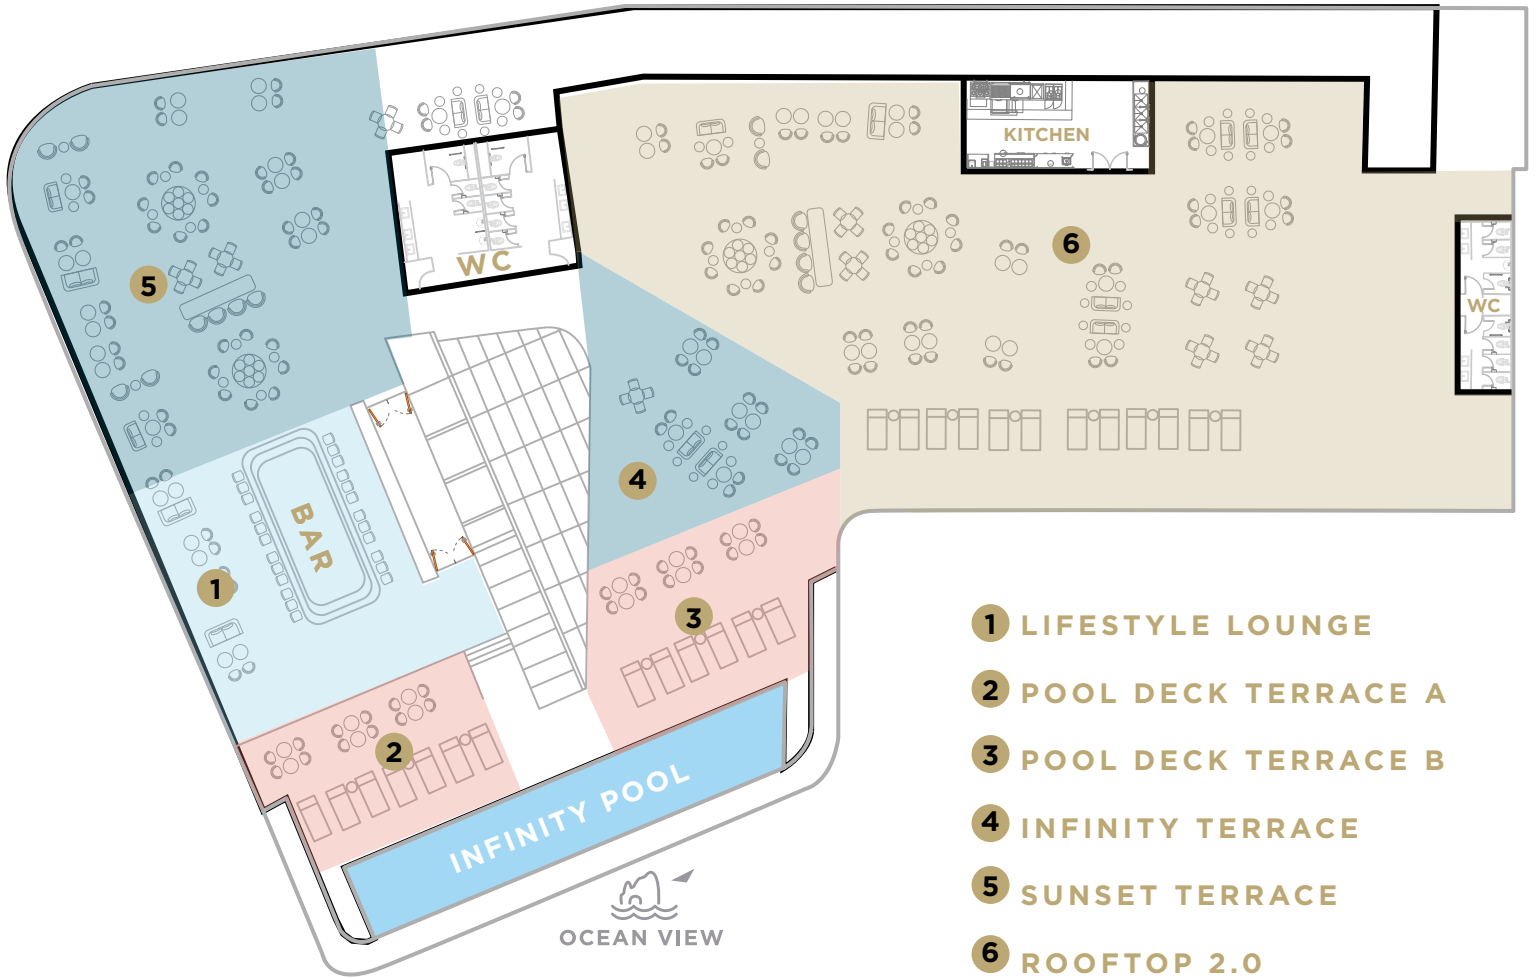 KITCHEN
WC
6
5
WC
4
BAR
1
3
2
INFINITY POOL
OCEAN VIEW
1 LIFESTYLE LOUNGE
2 POOL DECK TERRACE A
3 POOL DECK TERRACE B
4 INFINITY TERRACE
5 SUNSET TERRACE
6 ROOFTOP 2.0